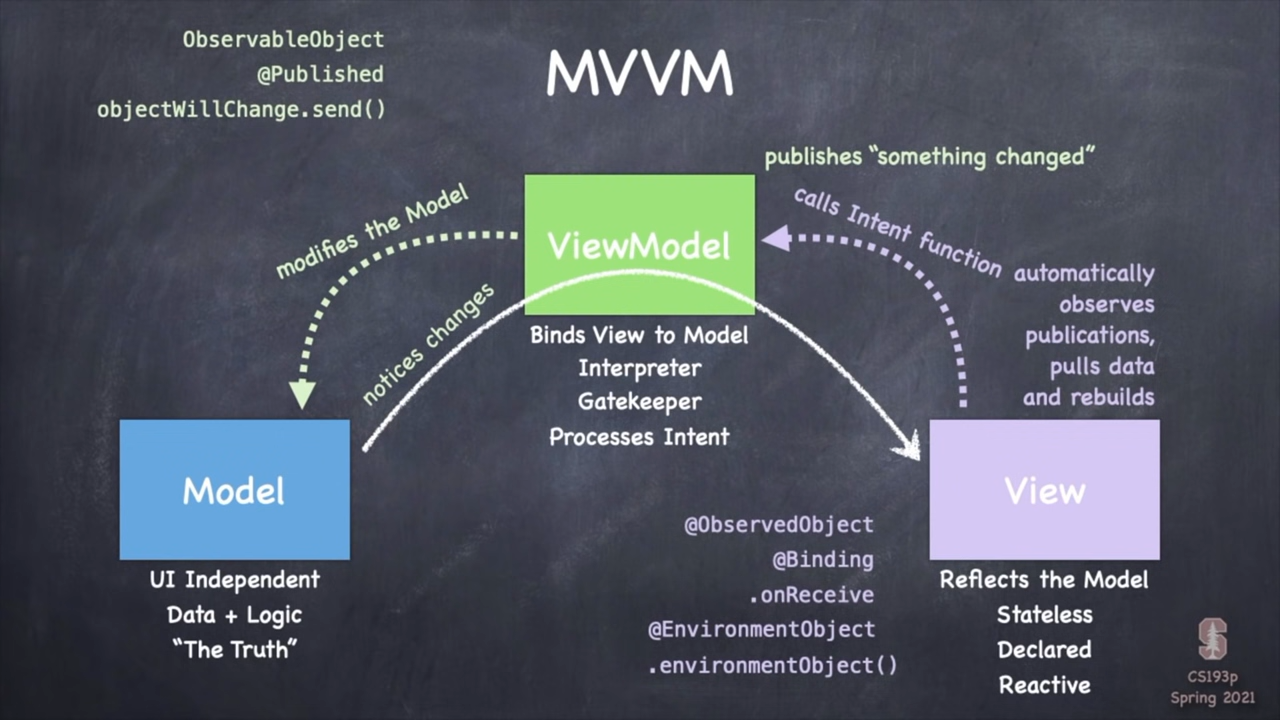 ObservableObject
@Published
objectWillChange.send()
MVVM
publishes “something changed”
modifies the Model
calls Intent function
ViewModel
automatically
observes
publications,
pulls data
and rebuilds
notices changes
Binds View to Model
Interpreter
Gatekeeper
Processes Intent
Model
View
UI Independent
Data + Logic
“The Truth”
@ObservedObject
@Binding
.onReceive
@EnvironmentObject
.environmentObject()
Reflects the Model
Stateless
Declared
Reactive
S
CS193p
Spring 2021